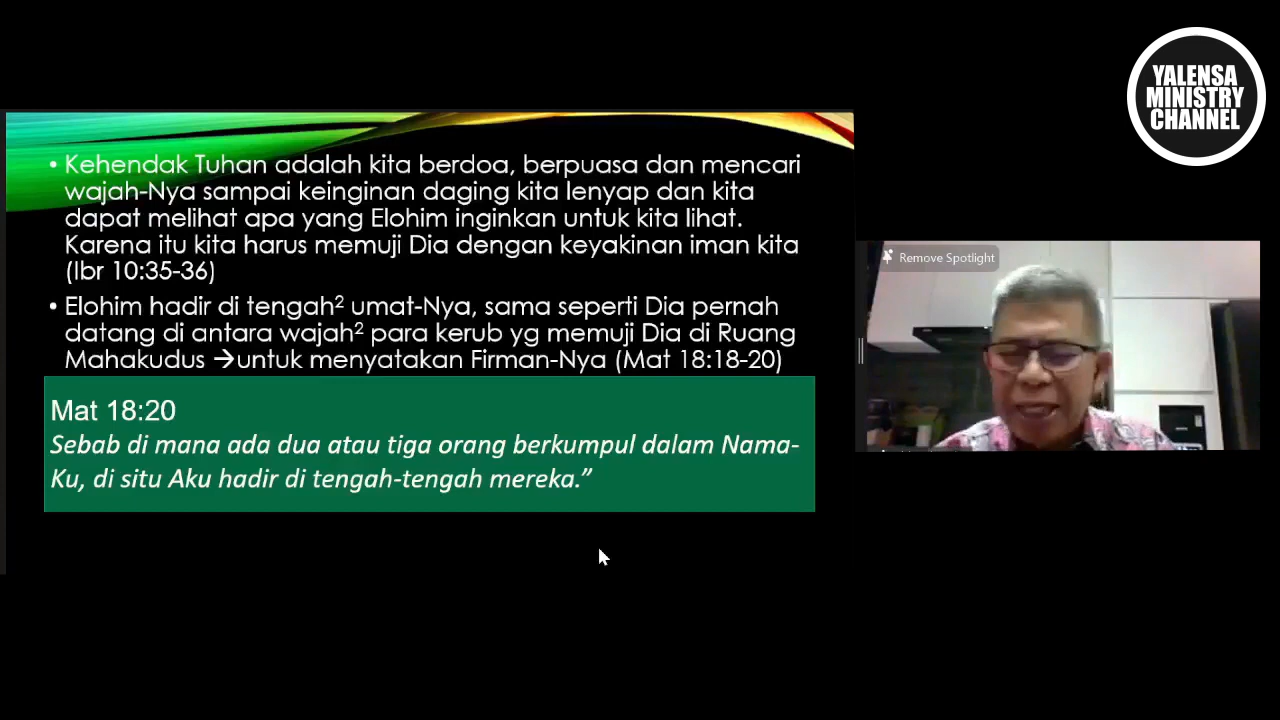 YALENSA
MINISTRY
CHANNEL
• Kehendak Tuhan adalah kita berdoa, berpuasa dan mencari
wajah-Nya sampai keinginan daging kita lenyap dan kita
dapat melihat apa yang Elohim inginkan untuk kita lihat.
Karena itu kita harus memuji Dia dengan keyakinan iman kita
(Ibr 10:35-36)
• Elohim hadir di tengah² umat-Nya, sama seperti Dia pernah
datang di antara wajah² para kerub yg memuji Dia di Ruang
Mahakudus →untuk menyatakan Firman-Nya (Mat 18:18-20)
Mat 18:20
Sebab di mana ada dua atau tiga orang berkumpul dalam Nama-
Ku, di situ Aku hadir di tengah-tengah mereka.”
Remove Spotlight